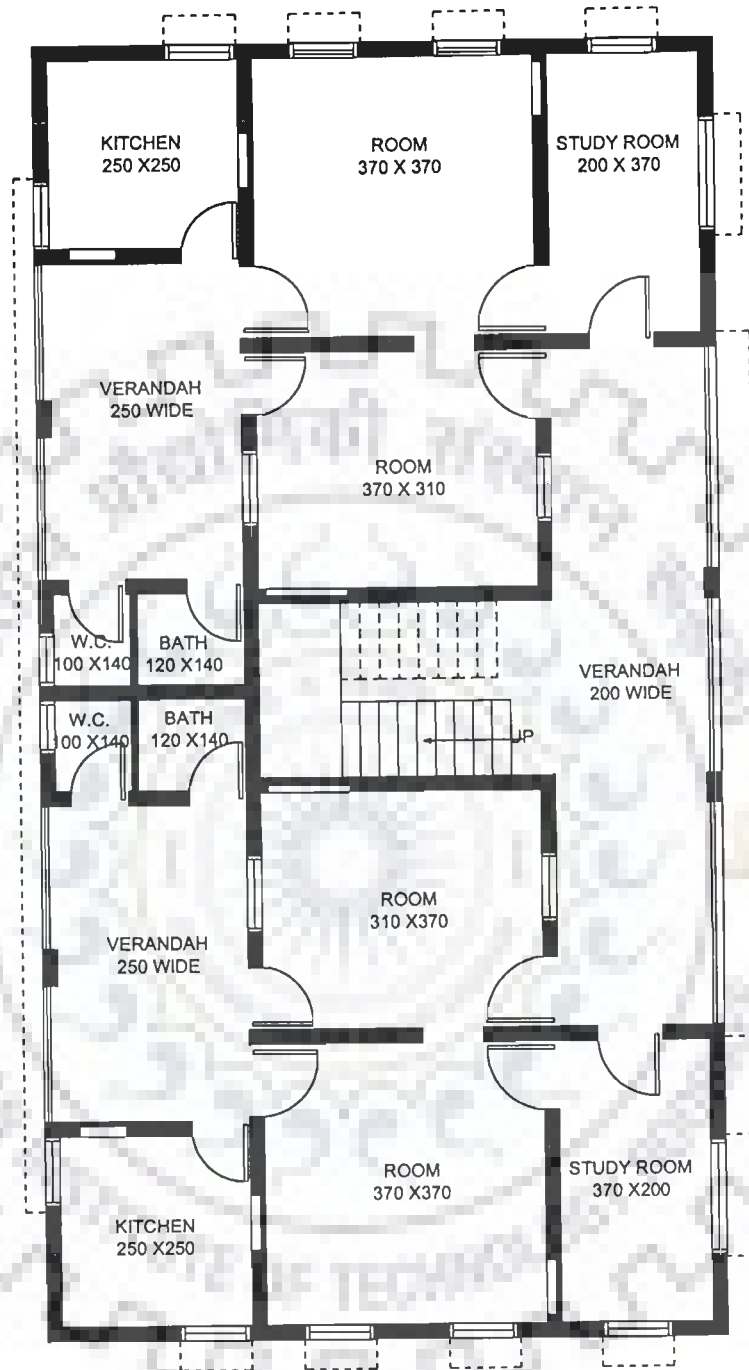 KITCHEN
250 X250
ROOM
370 X 370
STUDY ROOM
200 X 370
VERANDAH
250 WIDE
ROOM
370 X 310
W.C.
100 X140
BATH
120 X140
VERANDAH
200 WIDE
W.C.
100 X140
BATH
120 X140
UP
ROOM
310 X370
VERANDAH
250 WIDE
ROOM
370 X370
STUDY ROOM
370 X200
KITCHEN
250 X250
OF TECHNOLOGY